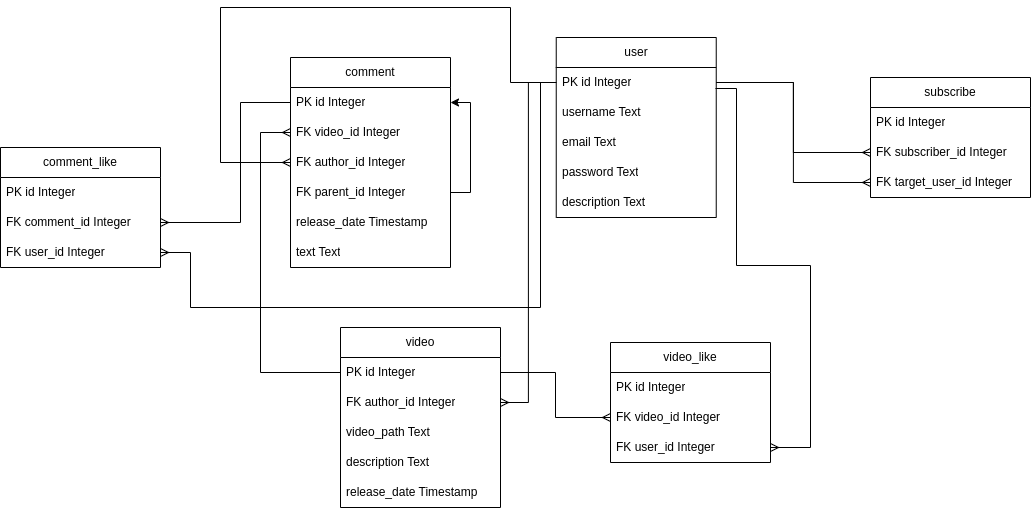 user
PK id Integer
username Text
email Text
password Text
description Text
comment
PK id Integer
FK video_id Integer
FK author_id Integer
FK parent_id Integer
release_date Timestamp
text Text
subscribe
PK id Integer
FK subscriber_id Integer
FK target_user_id Integer
comment_like
PK id Integer
FK comment_id Integer
FK user_id Integer
video
PK id Integer
FK author_id Integer
video_path Text
description Text
release_date Timestamp
video_like
PK id Integer
FK video_id Integer
FK user_id Integer